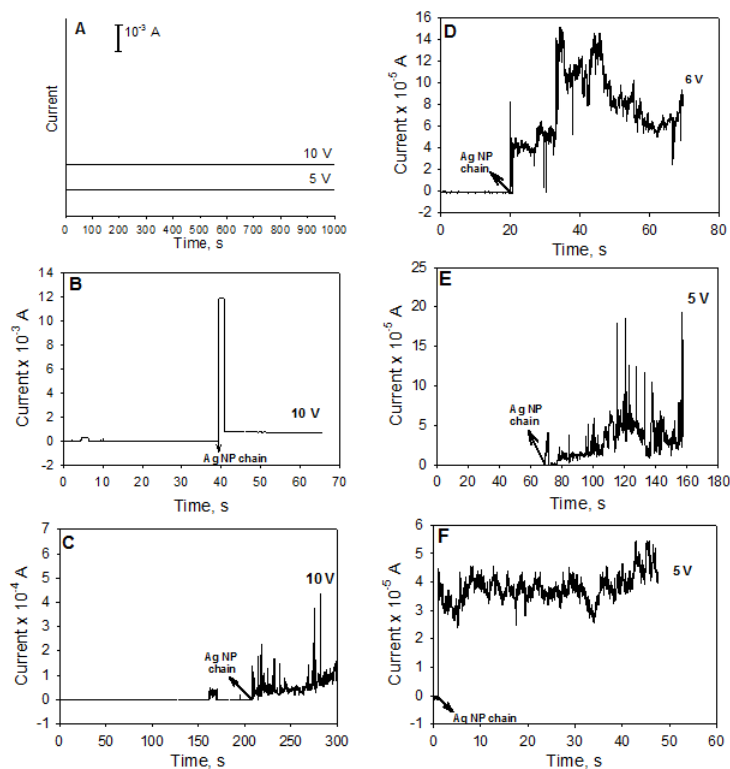 A
10⁻³ A
Current
10 V
5 V
0 100 200 300 400 500 600 700 800 900 1000
Time, s
B
14
12
10
8
6
4
2
0
-2
Current x 10⁻³ A
10 V
Ag NP chain
0 10 20 30 40 50 60 70
Time, s
C
7
6
5
4
3
2
1
0
-1
Current x 10⁻⁴ A
10 V
Ag NP
chain
0 50 100 150 200 250 300
Time, s
D
16
14
12
10
8
6
4
2
0
-2
Current x 10⁻⁵ A
6 V
Ag NP
chain
0 20 40 60 80
Time, s
E
25
20
15
10
5
0
Current x 10⁻⁵ A
5 V
Ag NP
chain
0 20 40 60 80 100 120 140 160 180
Time, s
F
6
5
4
3
2
1
0
-1
Current x 10⁻⁵ A
5 V
Ag NP chain
0 10 20 30 40 50 60
Time, s